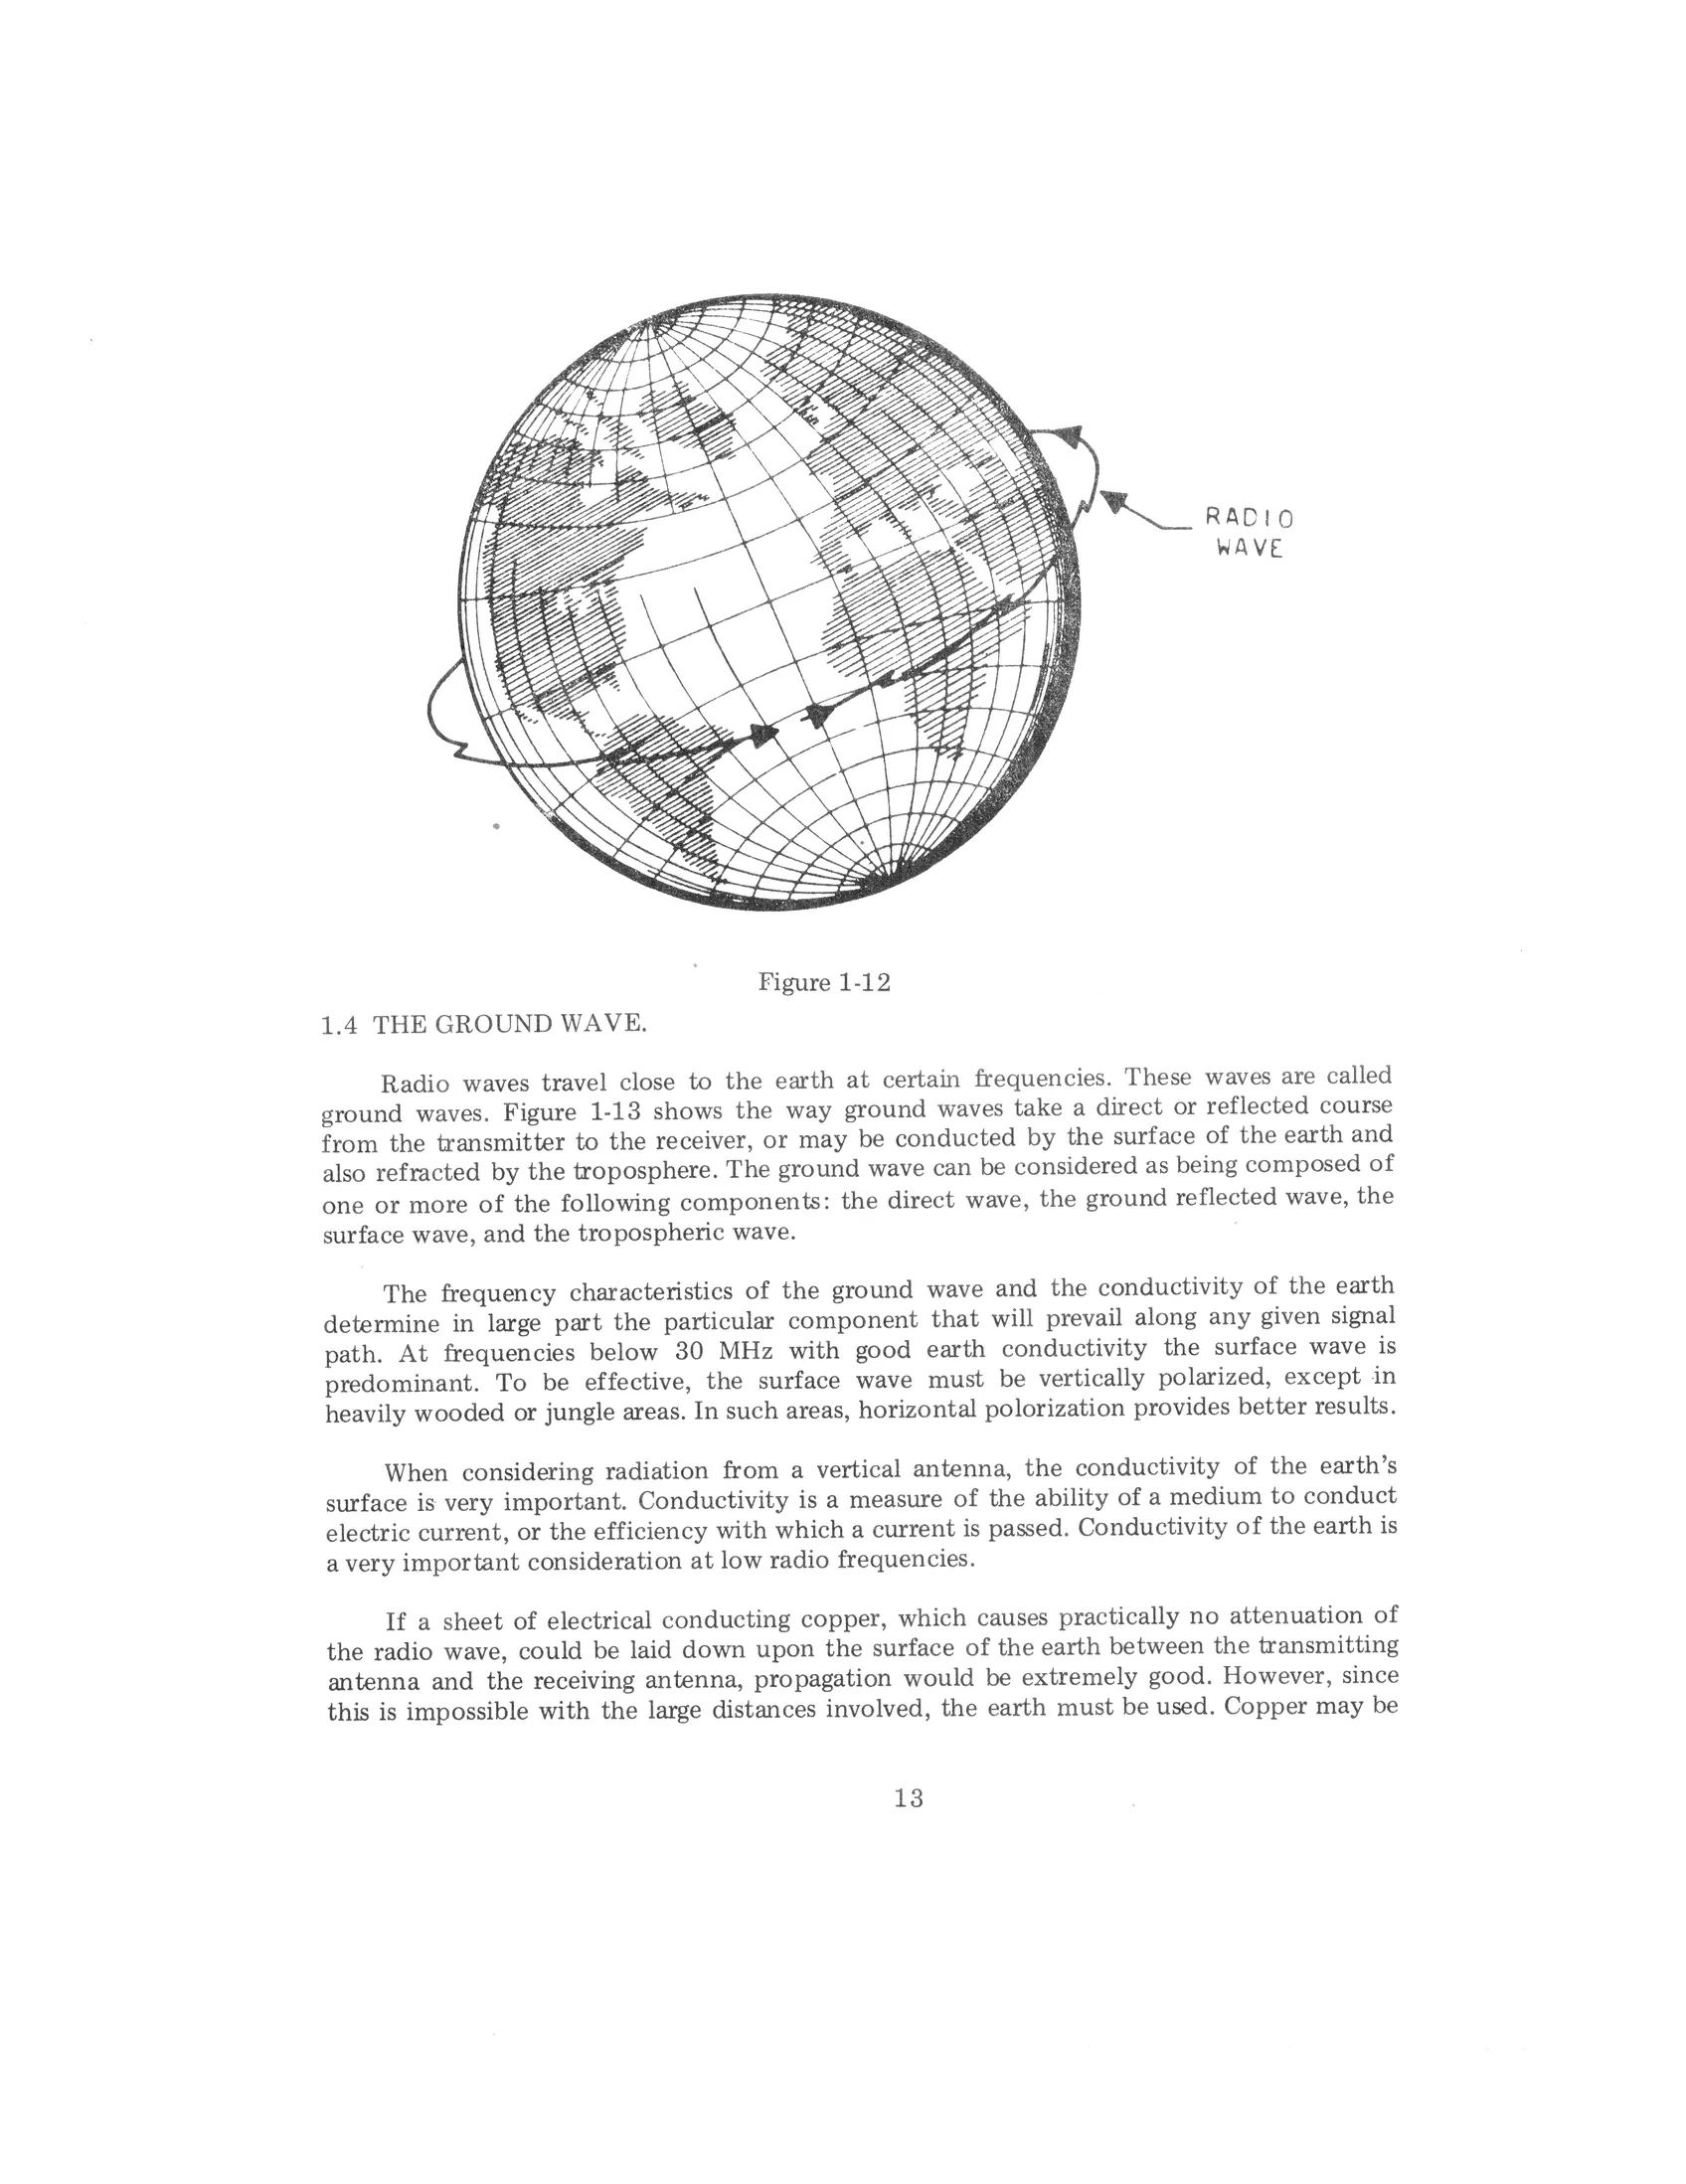 RADIO
WAVE
Figure 1-12
1.4 THE GROUND WAVE.
Radio waves travel close to the earth at certain frequencies. These waves are called
ground waves. Figure 1-13 shows the way ground waves take a direct or reflected course
from the transmitter to the receiver, or may be conducted by the surface of the earth and
also refracted by the troposphere. The ground wave can be considered as being composed of
one or more of the following components: the direct wave, the ground reflected wave, the
surface wave, and the tropospheric wave.
The frequency characteristics of the ground wave and the conductivity of the earth
determine in large part the particular component that will prevail along any given signal
path. At frequencies below 30 MHz with good earth conductivity the surface wave is
predominant. To be effective, the surface wave must be vertically polarized, except in
heavily wooded or jungle areas. In such areas, horizontal polorization provides better results.
When considering radiation from a vertical antenna, the conductivity of the earth's
surface is very important. Conductivity is a measure of the ability of a medium to conduct
electric current, or the efficiency with which a current is passed. Conductivity of the earth is
a very important consideration at low radio frequencies.
If a sheet of electrical conducting copper, which causes practically no attenuation of
the radio wave, could be laid down upon the surface of the earth between the transmitting
antenna and the receiving antenna, propagation would be extremely good. However, since
this is impossible with the large distances involved, the earth must be used. Copper may be
13